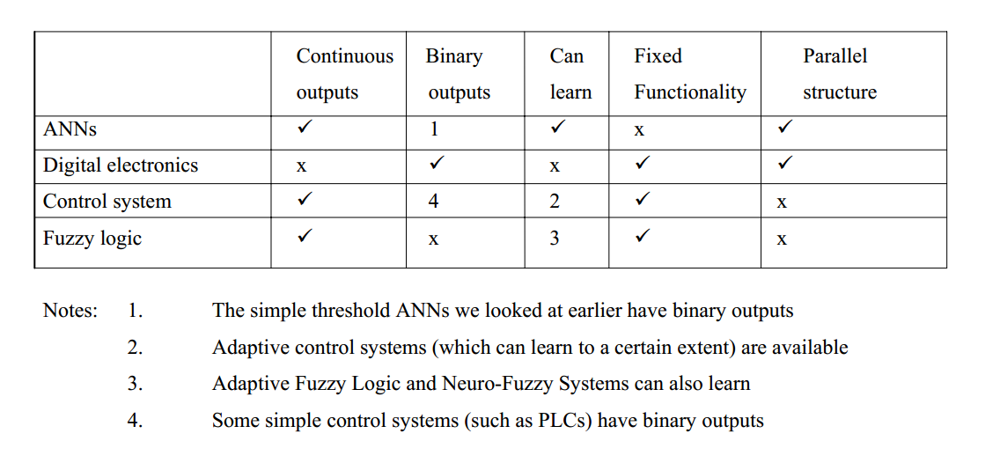 Continuous Binary Can Fixed Parallel
outputs outputs learn Functionality structure
ANNs ✓ 1 ✓ x ✓
Digital electronics x ✓ x ✓ ✓
Control system ✓ 4 2 ✓ x
Fuzzy logic ✓ x 3 ✓ x
Notes: 1. The simple threshold ANNs we looked at earlier have binary outputs
2. Adaptive control systems (which can learn to a certain extent) are available
3. Adaptive Fuzzy Logic and Neuro-Fuzzy Systems can also learn
4. Some simple control systems (such as PLCs) have binary outputs